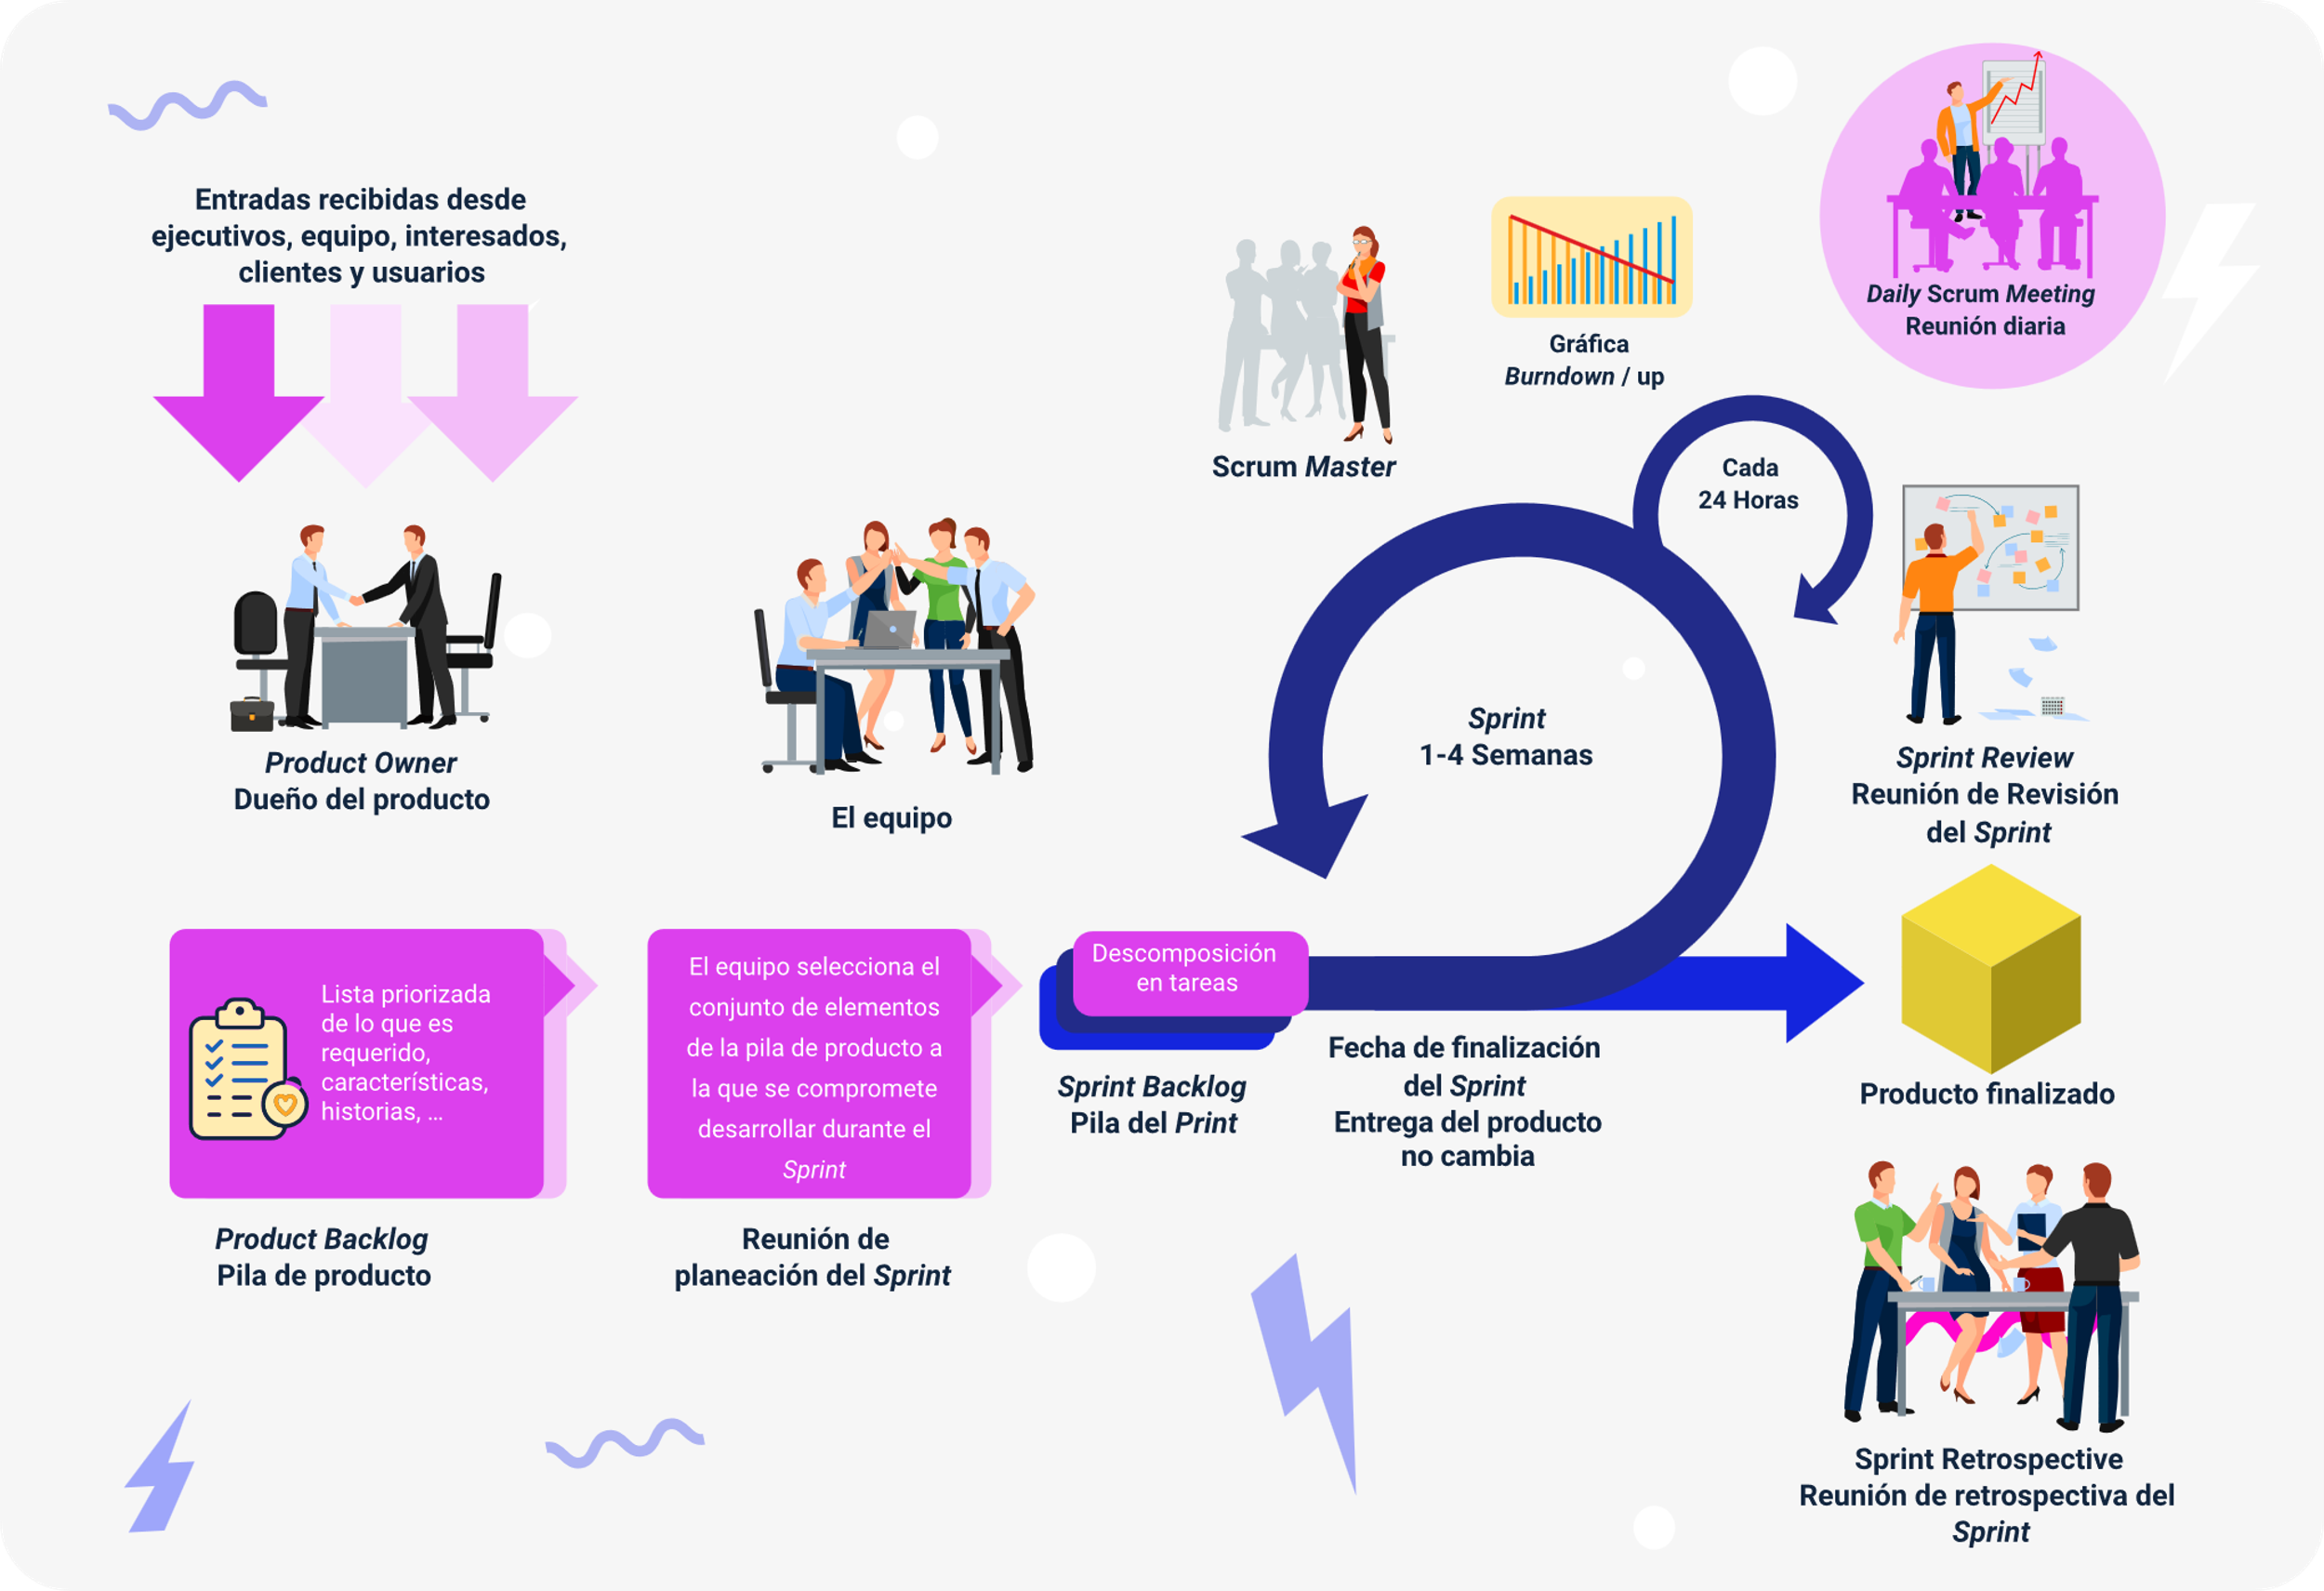 Entradas recibidas desde
ejecutivos, equipo, interesados,
clientes y usuarios
Product Owner
Dueño del producto
El equipo
Scrum Master
Gráfica
Burndown / up
Daily Scrum Meeting
Reunión diaria
Cada
24 Horas
Sprint
1-4 Semanas
Sprint Review
Reunión de Revisión
del Sprint
Lista priorizada
de lo que es
requerido,
características,
historias, ...
Product Backlog
Pila de producto
El equipo selecciona el
conjunto de elementos
de la pila de producto a
la que se compromete
desarrollar durante el
Sprint
Reunión de
planeación del Sprint
Descomposición
en tareas
Sprint Backlog
Pila del Print
Fecha de finalización
del Sprint
Entrega del producto
no cambia
Producto finalizado
Sprint Retrospective
Reunión de retrospectiva del
Sprint